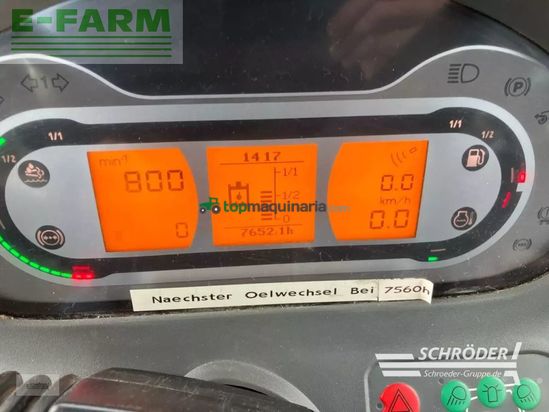 E-FARM
1/1
1/2
1/1
1/2
min⁻¹
800
0
1417
1/1
1/2
0
7652.1h
0.0
km/h
0.0
topmaquinaria.com
Naechster Oelwechsel Bei 7560h
SCHRÖDER!
Schroeder-Gruppe.de